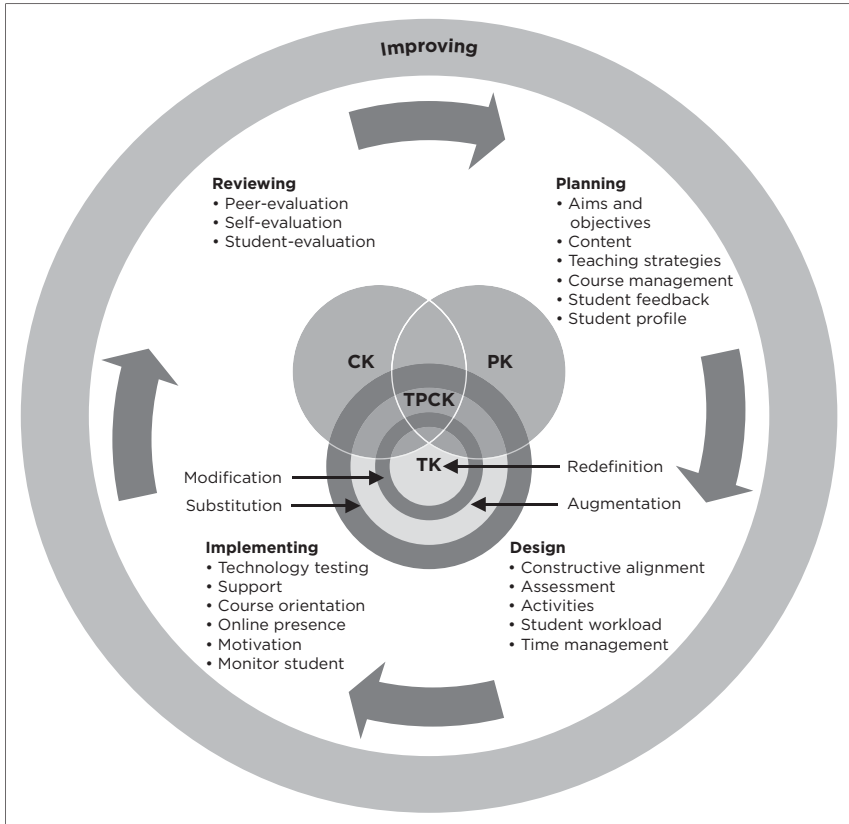 Improving
Reviewing
• Peer-evaluation
• Self-evaluation
• Student-evaluation
Planning
• Aims and
objectives
• Content
• Teaching strategies
• Course management
• Student feedback
• Student profile
CK
PK
TPCK
TK
Modification
Substitution
Redefinition
Augmentation
Implementing
• Technology testing
• Support
• Course orientation
• Online presence
• Motivation
• Monitor student
Design
• Constructive alignment
• Assessment
• Activities
• Student workload
• Time management